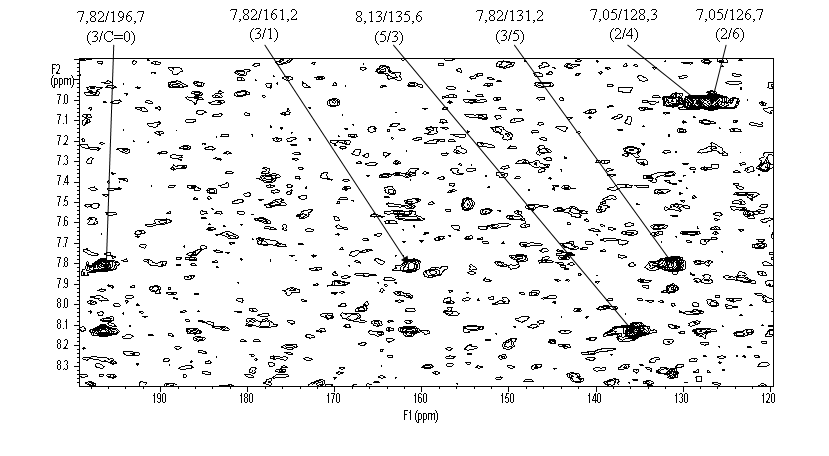 7,82/196,7 7,82/161,2 8,13/135,6 7,82/131,2 7,05/128,3 7,05/126,7
(3/C=0) (3/1) (5/3) (3/5) (2/4) (2/6)
F2
(ppm)
7.0
7.1
7.2
7.3
7.4
7.5
7.6
7.7
7.8
7.9
8.0
8.1
8.2
8.3
190 180 170 160 150 140 130 120
F1 (ppm)